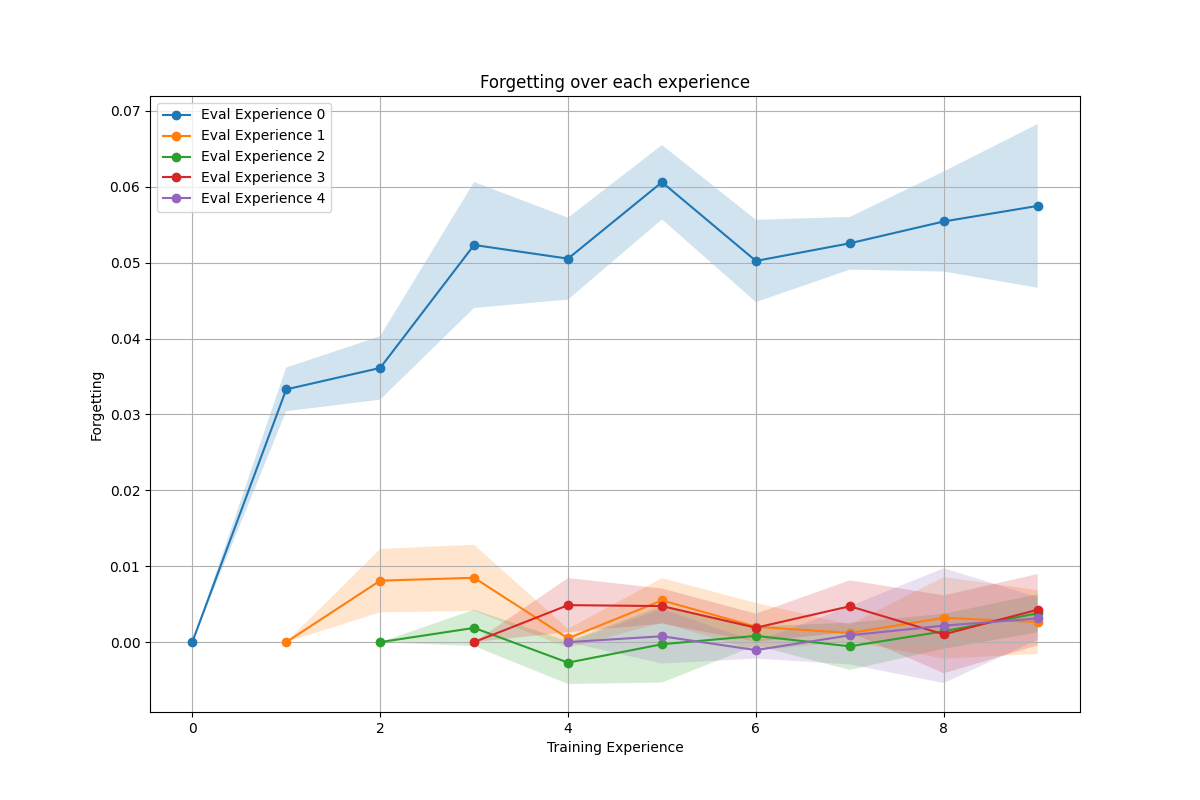 Forgetting over each experience
Eval Experience 0
Eval Experience 1
Eval Experience 2
Eval Experience 3
Eval Experience 4
0.07
0.06
0.05
0.04
0.03
0.02
0.01
0.00
Forgetting
0 2 4 6 8
Training Experience